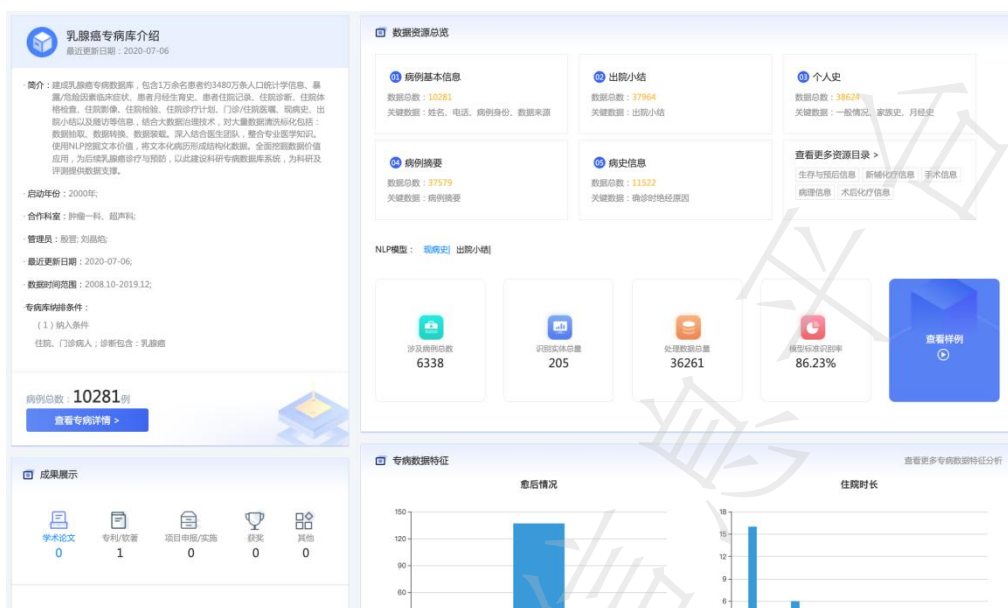 乳腺癌专病库介绍
最近更新日期：2020-07-06
· 简介：建成乳腺癌专病数据库，包含1万余名患者约3480万条人口统计学信息、暴
露/危险因素临床症状、患者月经生育史、患者住院记录、住院诊断、住院体
格检查、住院影像、住院检验、住院诊疗计划、门诊/住院医嘱、现病史、出
院小结以及随访等信息，结合大数据治理技术，对大量数据清洗标化包括：
数据抽取、数据转换、数据装载。深入结合医生团队，整合专业医学知识。
使用NLP挖掘文本价值，将文本化病历形成结构化数据。全面挖掘数据价值
应用，为后续乳腺癌诊疗与预防，以此建设科研专病数据库系统，为科研及
评测提供数据支撑。
· 启动年份：2000年;
· 合作科室：肿瘤一科、超声科;
· 管理员：殷晋; 刘昌昭;
· 最近更新日期：2020-07-06;
· 数据时间范围：2008.10-2019.12;
· 专病库纳排条件：
（1）纳入条件
住院、门诊病人；诊断包含：乳腺癌
病例总数：10281例
查看专病详情 >
成果展示
学术论文 专利/软著 项目申报/实施 获奖 其他
0 1 0 0 0
数据资源总览
01 病例基本信息
数据总数：10281
关键数据：姓名、电话、病例身份、数据来源
02 出院小结
数据总数：37964
关键数据：出院小结
03 个人史
数据总数：38624
关键数据：一般情况、家族史、月经史
04 病例摘要
数据总数：37579
关键数据：病例摘要
05 病史信息
数据总数：11522
关键数据：确诊时绝经原因
查看更多资源目录 >
生存与预后信息 新辅化疗信息 手术信息
病理信息 术后化疗信息
NLP模型： 现病史| 出院小结|
涉及病例总数
6338
识别实体总量
205
处理数据总量
36261
模型标准识别率
86.23%
查看样例
专病数据特征
查看更多专病数据特征分析
愈后情况
150
120
90
60
住院时长
18
15
12
9
6